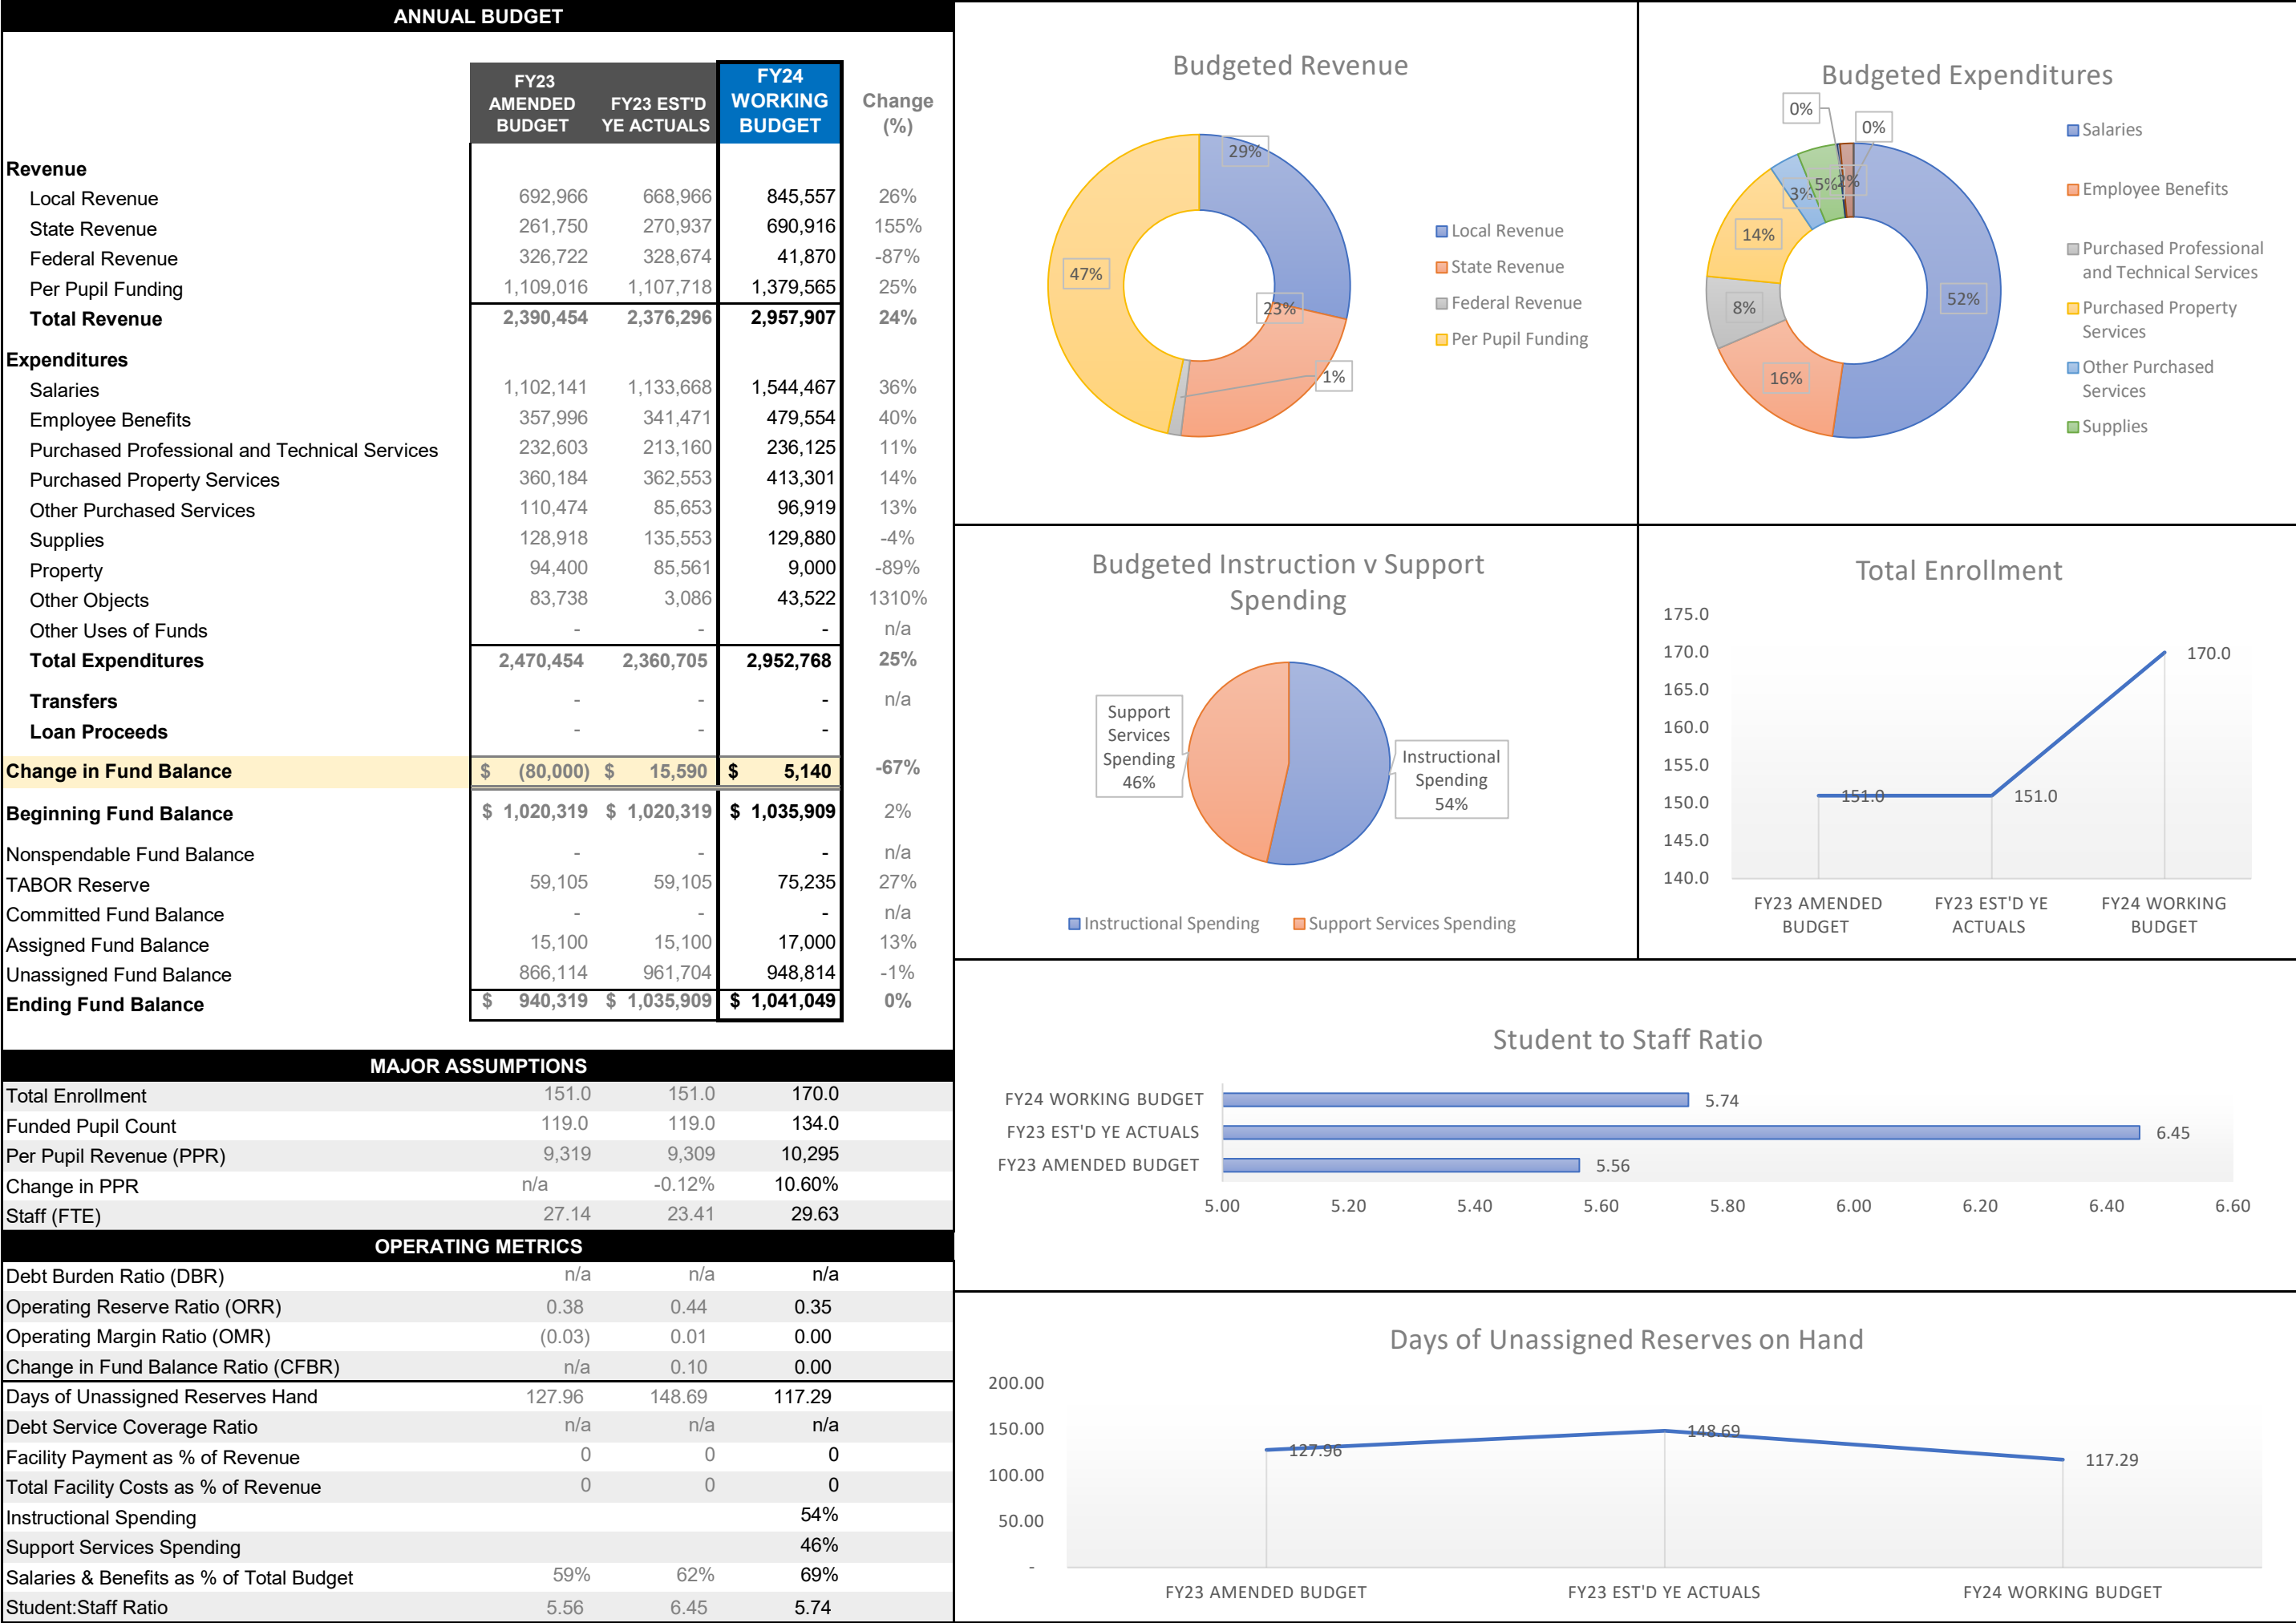 ANNUAL BUDGET
FY23 AMENDED BUDGET FY23 EST'D YE ACTUALS FY24 WORKING BUDGET Change (%)
Revenue
Local Revenue 692,966 668,966 845,557 26%
State Revenue 261,750 270,937 690,916 155%
Federal Revenue 326,722 328,674 41,870 -87%
Per Pupil Funding 1,109,016 1,107,718 1,379,565 25%
Total Revenue 2,390,454 2,376,296 2,957,907 24%
Expenditures
Salaries 1,102,141 1,133,668 1,544,467 36%
Employee Benefits 357,996 341,471 479,554 40%
Purchased Professional and Technical Services 232,603 213,160 236,125 11%
Purchased Property Services 360,184 362,553 413,301 14%
Other Purchased Services 110,474 85,653 96,919 13%
Supplies 128,918 135,553 129,880 -4%
Property 94,400 85,561 9,000 -89%
Other Objects 83,738 3,086 43,522 1310%
Other Uses of Funds - - - n/a
Total Expenditures 2,470,454 2,360,705 2,952,768 25%
Transfers - - - n/a
Loan Proceeds - - -
Change in Fund Balance $ (80,000) $ 15,590 $ 5,140 -67%
Beginning Fund Balance $ 1,020,319 $ 1,020,319 $ 1,035,909 2%
Nonspendable Fund Balance - - - n/a
TABOR Reserve 59,105 59,105 75,235 27%
Committed Fund Balance - - - n/a
Assigned Fund Balance 15,100 15,100 17,000 13%
Unassigned Fund Balance 866,114 961,704 948,814 -1%
Ending Fund Balance $ 940,319 $ 1,035,909 $ 1,041,049 0%
MAJOR ASSUMPTIONS
Total Enrollment 151.0 151.0 170.0
Funded Pupil Count 119.0 119.0 134.0
Per Pupil Revenue (PPR) 9,319 9,309 10,295
Change in PPR n/a -0.12% 10.60%
Staff (FTE) 27.14 23.41 29.63
OPERATING METRICS
Debt Burden Ratio (DBR) n/a n/a n/a
Operating Reserve Ratio (ORR) 0.38 0.44 0.35
Operating Margin Ratio (OMR) (0.03) 0.01 0.00
Change in Fund Balance Ratio (CFBR) n/a 0.10 0.00
Days of Unassigned Reserves Hand 127.96 148.69 117.29
Debt Service Coverage Ratio n/a n/a n/a
Facility Payment as % of Revenue 0 0 0
Total Facility Costs as % of Revenue 0 0 0
Instructional Spending 54%
Support Services Spending 46%
Salaries & Benefits as % of Total Budget 59% 62% 69%
Student:Staff Ratio 5.56 6.45 5.74
Budgeted Revenue
29%
47%
23%
1%
Local Revenue
State Revenue
Federal Revenue
Per Pupil Funding
Budgeted Expenditures
0%
0%
3% 5% 2%
14%
52%
8%
16%
Salaries
Employee Benefits
Purchased Professional
and Technical Services
Purchased Property
Services
Other Purchased
Services
Supplies
Budgeted Instruction v Support
Spending
Support
Services
Spending
46%
Instructional
Spending
54%
Instructional Spending Support Services Spending
Total Enrollment
175.0
170.0
165.0
160.0
155.0
150.0
145.0
140.0
151.0 151.0 170.0
FY23 AMENDED BUDGET
FY23 EST'D YE ACTUALS
FY24 WORKING BUDGET
Student to Staff Ratio
FY24 WORKING BUDGET 5.74
FY23 EST'D YE ACTUALS 6.45
FY23 AMENDED BUDGET 5.56
5.00 5.20 5.40 5.60 5.80 6.00 6.20 6.40 6.60
Days of Unassigned Reserves on Hand
200.00
150.00
100.00
50.00
-
127.96 148.69 117.29
FY23 AMENDED BUDGET FY23 EST'D YE ACTUALS FY24 WORKING BUDGET